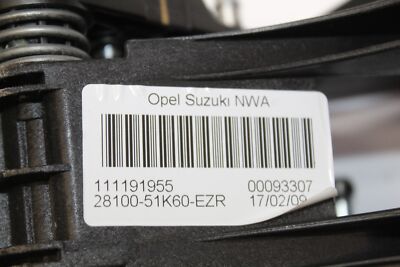 Opel Suzuki NWA
111191955 00093307
28100-51K60-EZR 17/02/09